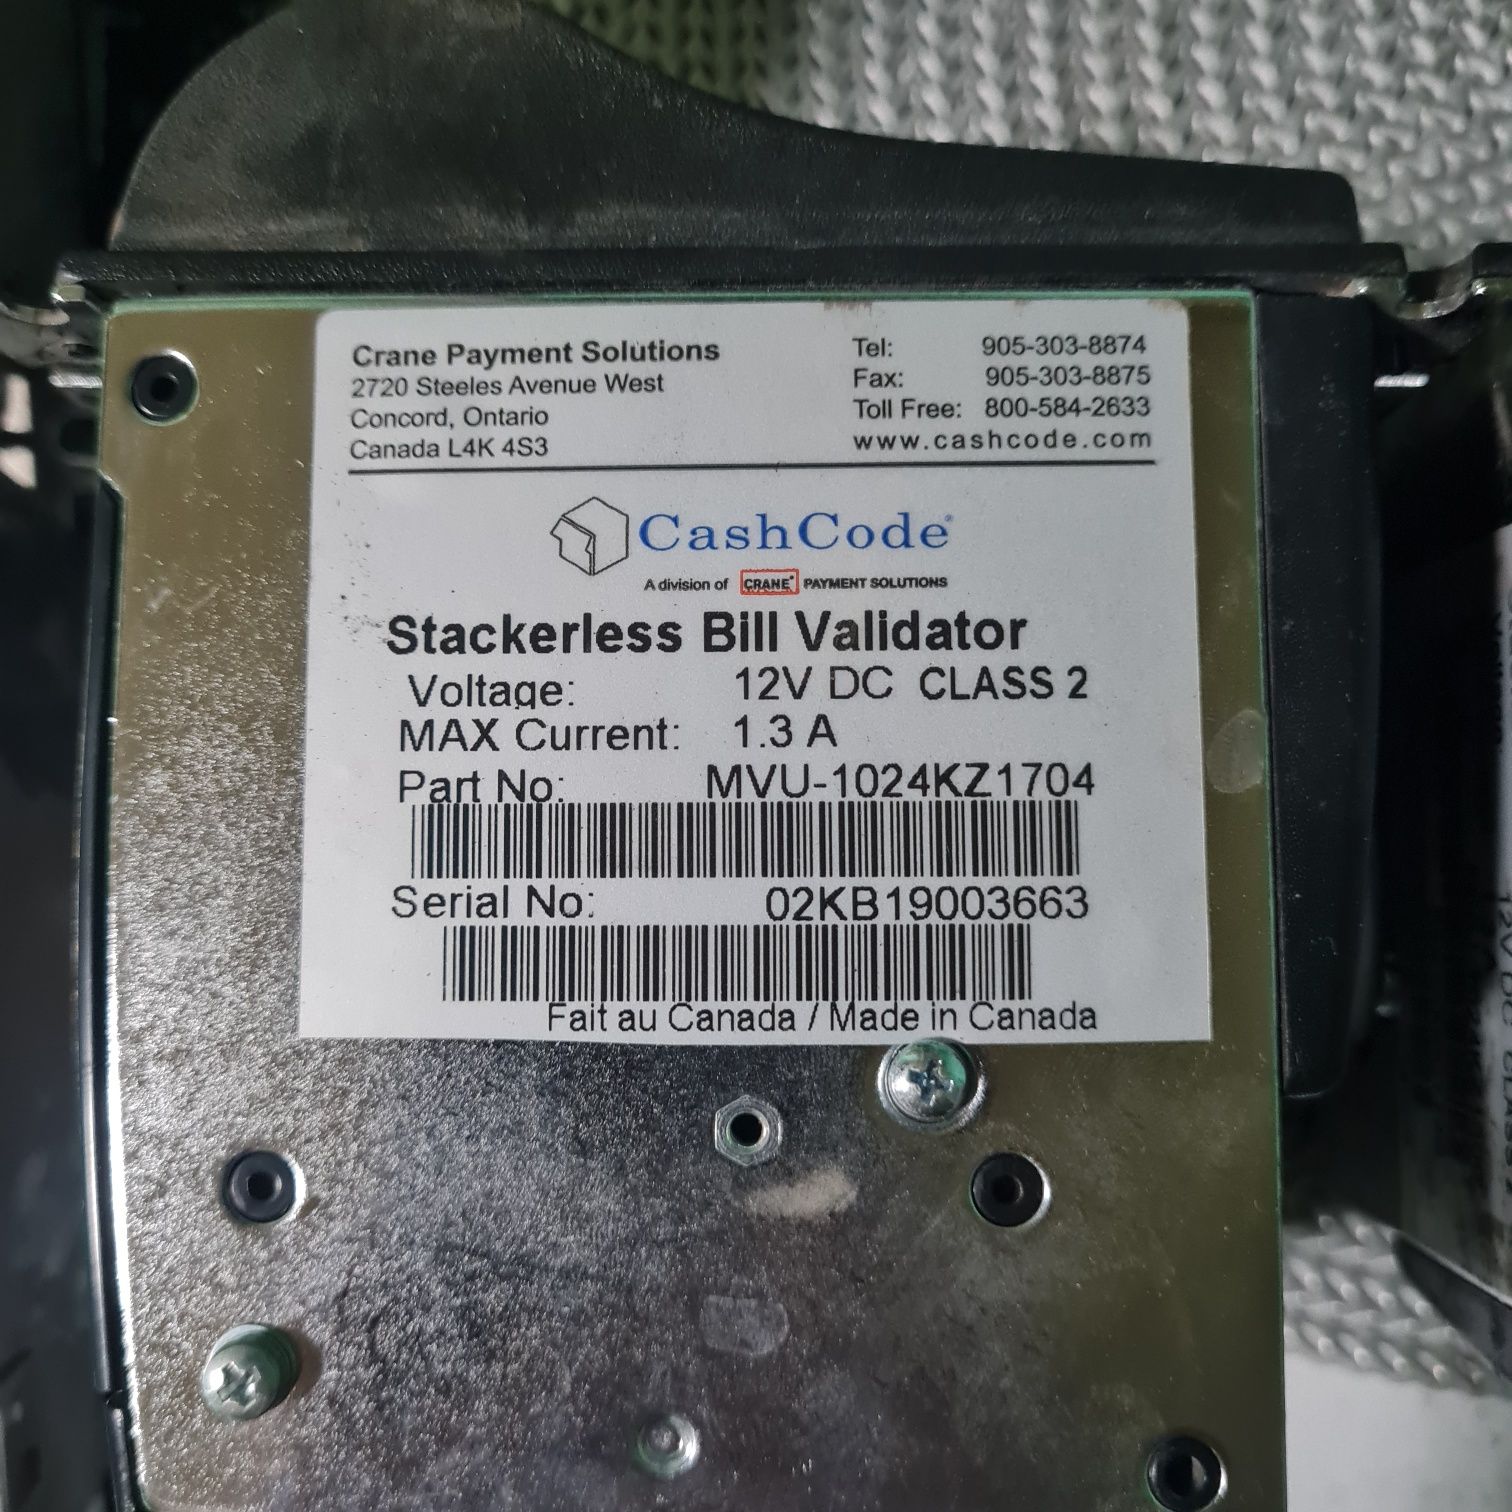 Crane Payment Solutions
2720 Steeles Avenue West
Concord, Ontario
Canada L4K 4S3
Tel: 905-303-8874
Fax: 905-303-8875
Toll Free: 800-584-2633
www.cashcode.com
CashCode®
A division of CRANE® PAYMENT SOLUTIONS
Stackerless Bill Validator
Voltage: 12V DC CLASS 2
MAX Current: 1.3 A
Part No: MVU-1024KZ1704
Serial No: 02KB19003663
Fait au Canada / Made in Canada